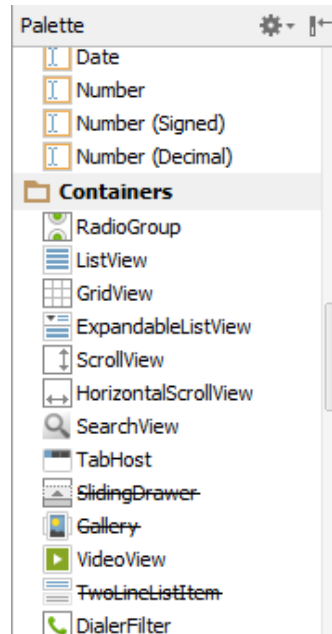 Palette
Date
Number
Number (Signed)
Number (Decimal)
Containers
RadioGroup
ListView
GridView
ExpandableListView
ScrollView
HorizontalScrollView
SearchView
TabHost
SlidingDrawer
Gallery
VideoView
TwoLineListItem
DialerFilter